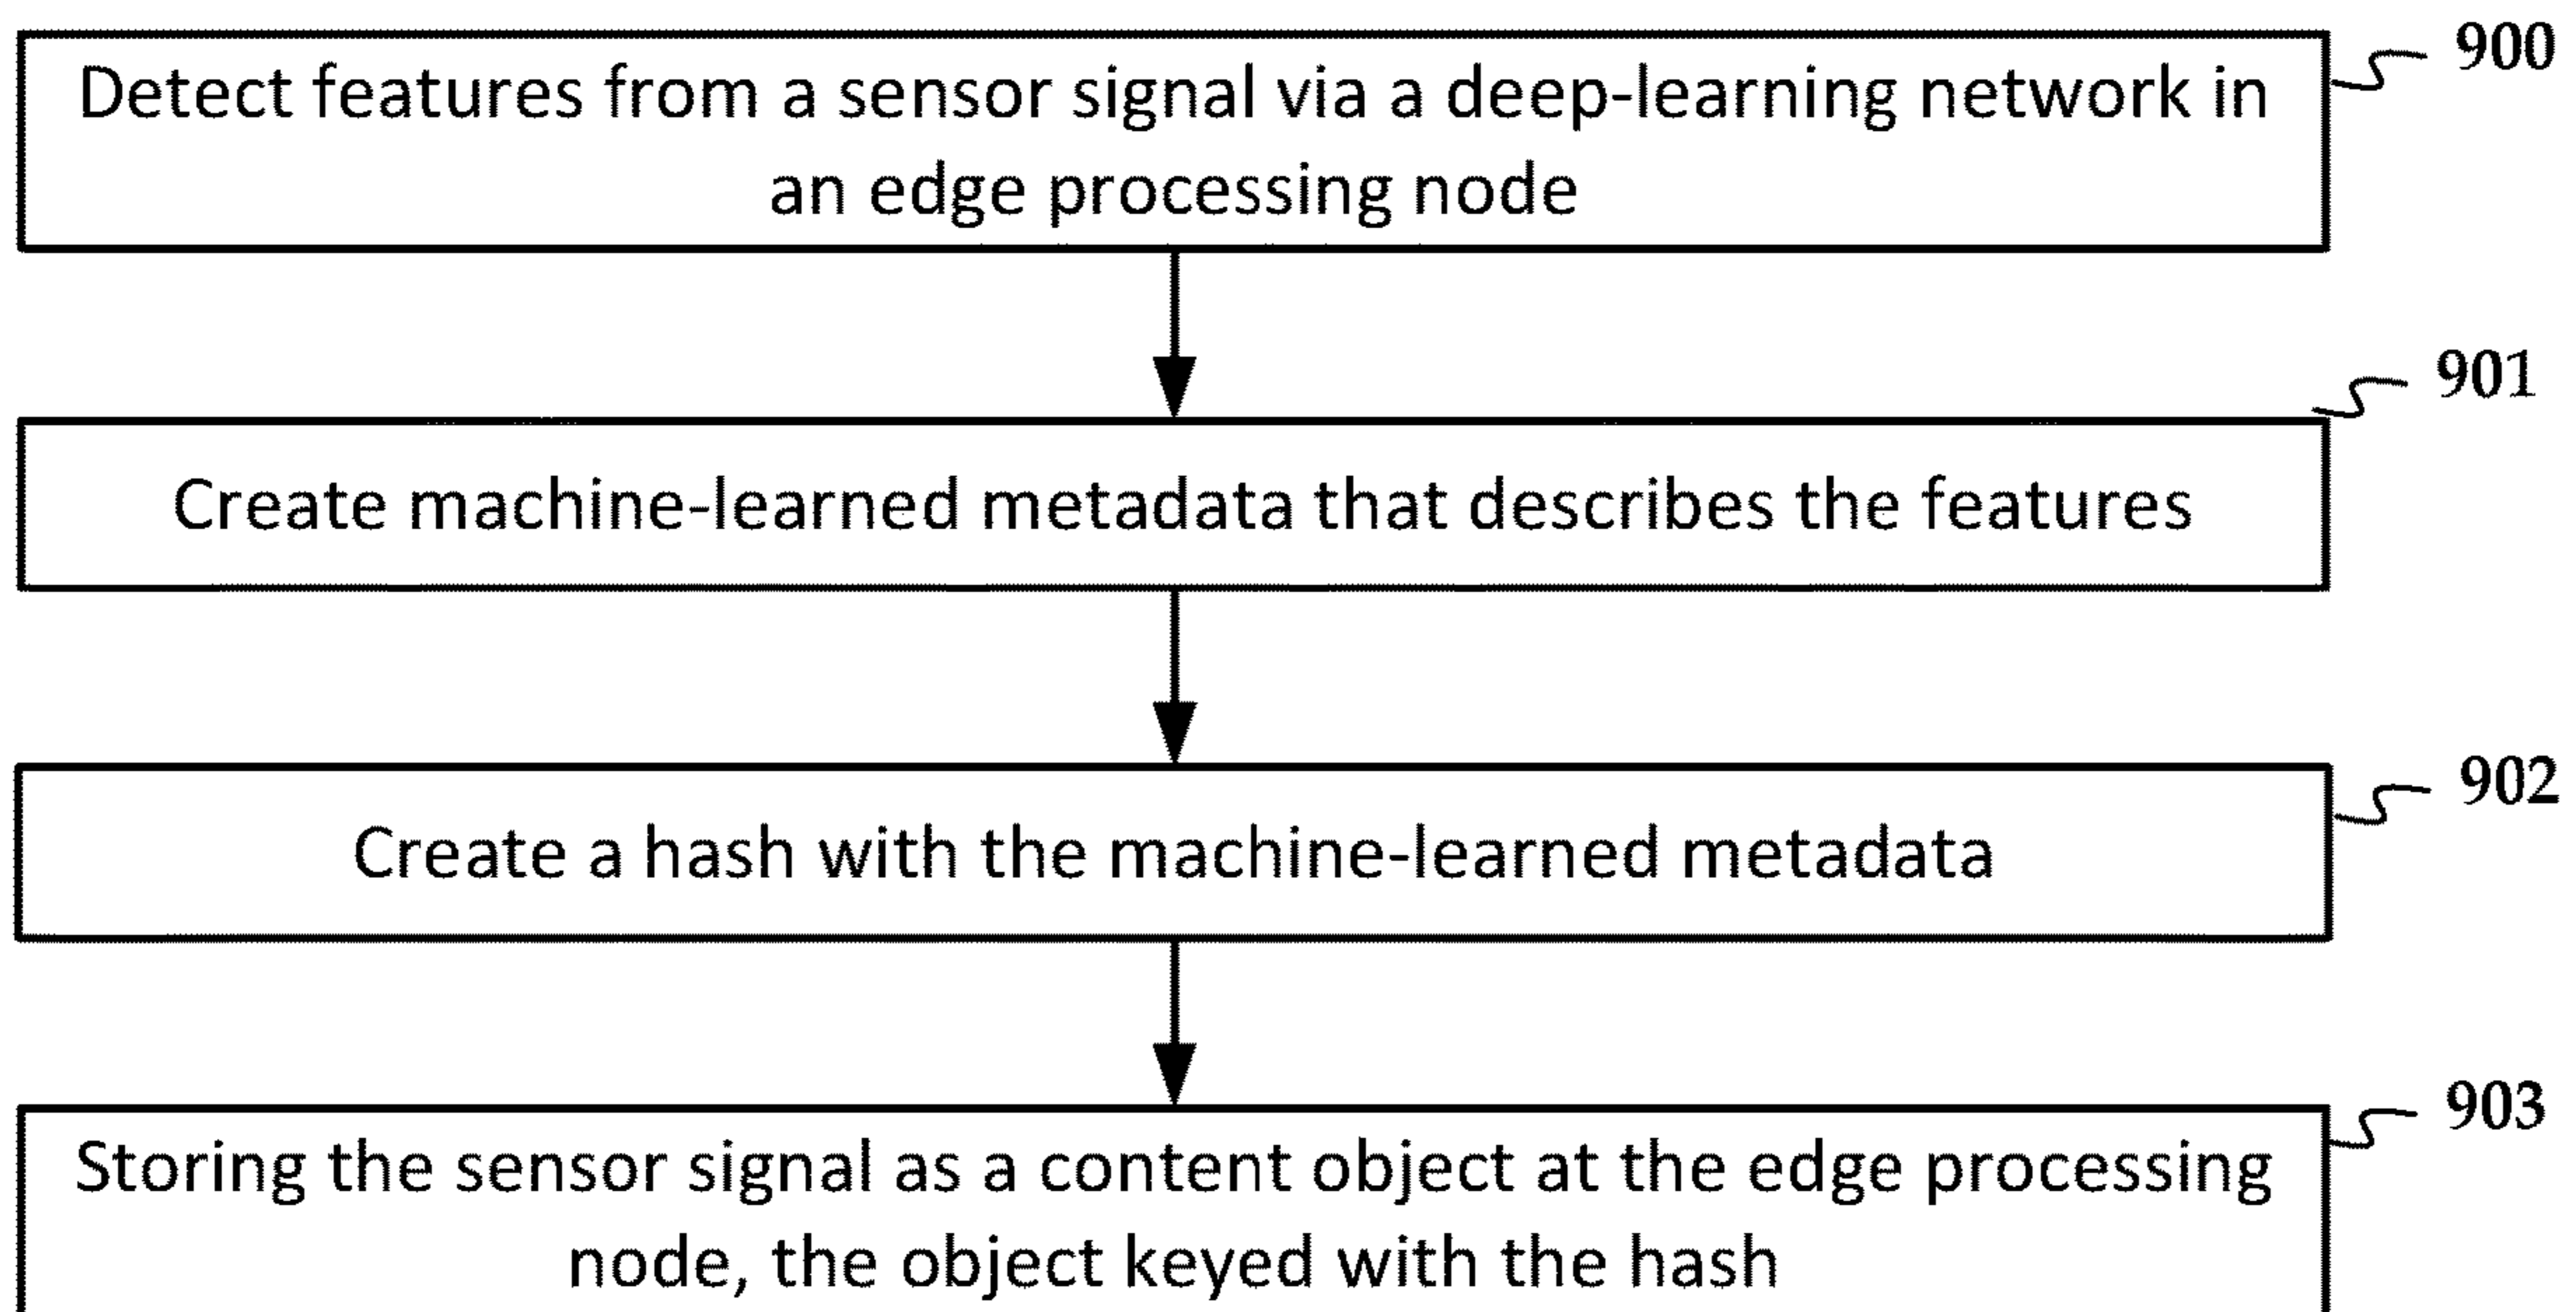 900
Detect features from a sensor signal via a deep-learning network in
an edge processing node
901
Create machine-learned metadata that describes the features
902
Create a hash with the machine-learned metadata
903
Storing the sensor signal as a content object at the edge processing
node, the object keyed with the hash